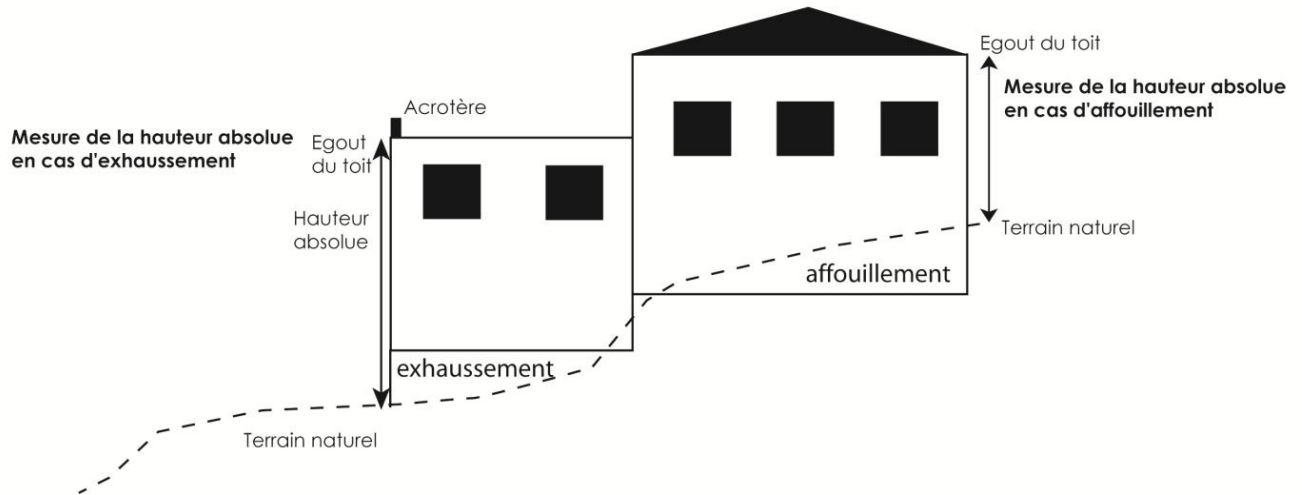 Egout du toit
Mesure de la hauteur absolue
en cas d'affouillement
Acrotère
Mesure de la hauteur absolue
en cas d'exhaussement
Egout
du toit
Hauteur
absolue
Terrain naturel
affouillement
exhaussement
Terrain naturel